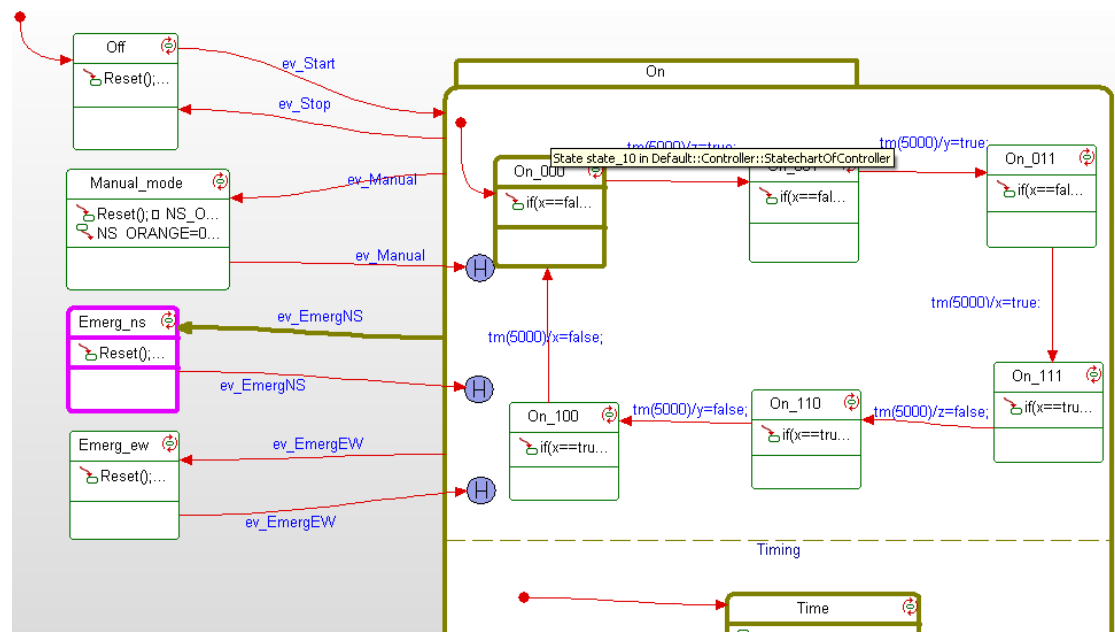 Off
Reset();...
ev_Start
ev_Stop
On
Manual_mode
Reset();□ NS_O...
NS_ORANGE=0...
ev_Manual
ev_Manual
Emerg_ns
Reset();...
ev_EmergNS
ev_EmergNS
Emerg_ew
Reset();...
ev_EmergEW
ev_EmergEW
tm(5000)/z=true;
tm(5000)/y=true;
State state_10 in Default::Controller::StatechartOfController
On_000
if(x==fal...
if(x==fal...
On_011
if(x==fal...
H
tm(5000)/x=true;
tm(5000)/x=false;
H
On_100
if(x==tru...
tm(5000)/y=false;
On_110
if(x==tru...
tm(5000)/z=false;
On_111
if(x==tru...
H
Timing
Time